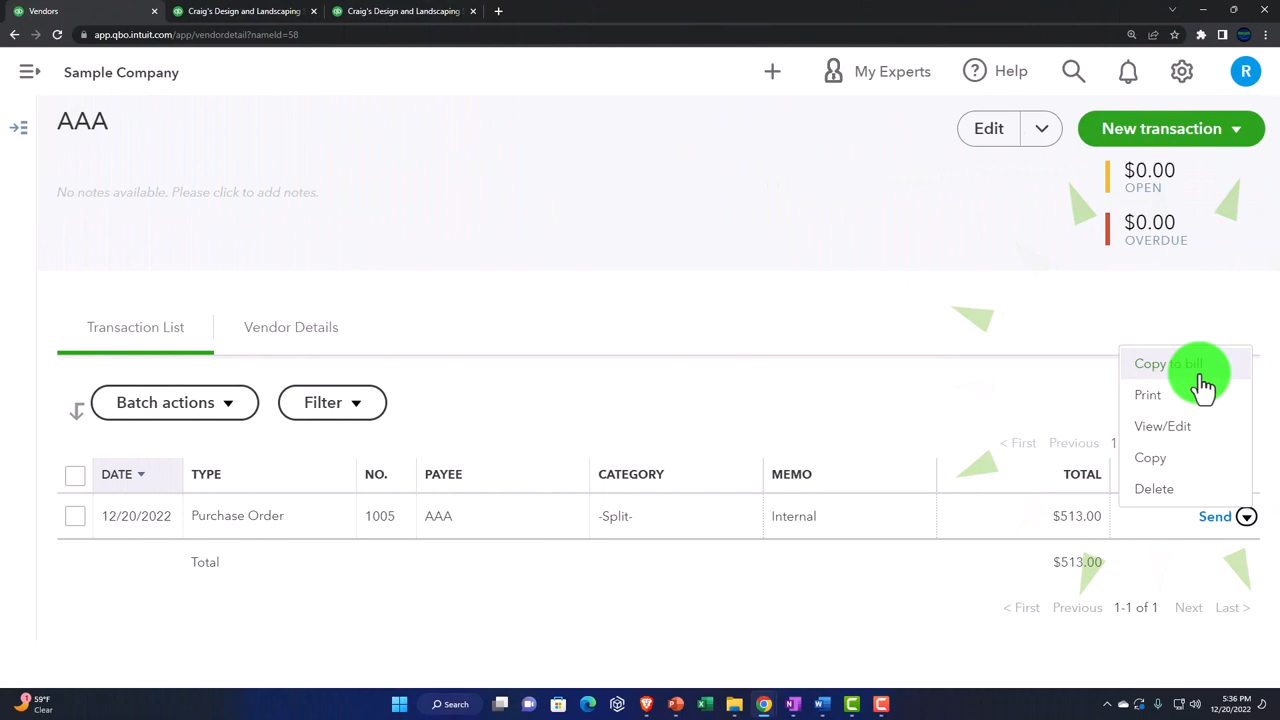 Vendors
Craig's Design and Landscaping S
Craig's Design and Landscaping S
app.qbo.intuit.com/app/vendordetail?nameId=58
Sample Company
My Experts
Help
R
AAA
Edit
New transaction
No notes available. Please click to add notes.
$0.00
OPEN
$0.00
OVERDUE
Transaction List
Vendor Details
Copy to bill
Print
View/Edit
Copy
Delete
Batch actions
Filter
< First Previous 1
DATE TYPE NO. PAYEE CATEGORY MEMO TOTAL
12/20/2022 Purchase Order 1005 AAA -Split- Internal $513.00 Send
Total $513.00
< First Previous 1-1 of 1 Next Last >
59°F
Clear
Search
5:36 PM
12/20/2022